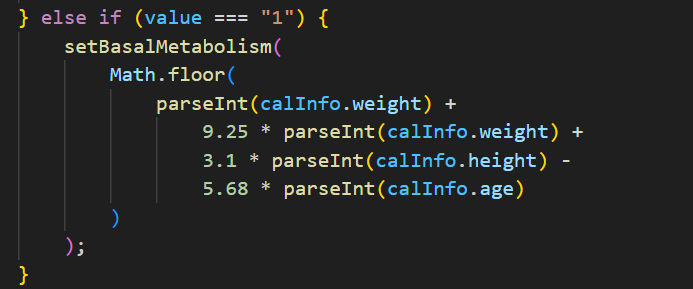 } else if (value === "1") {
setBasalMetabolism(
Math.floor(
parseInt(calInfo.weight) +
9.25 * parseInt(calInfo.weight) +
3.1 * parseInt(calInfo.height) -
5.68 * parseInt(calInfo.age)
)
);
}